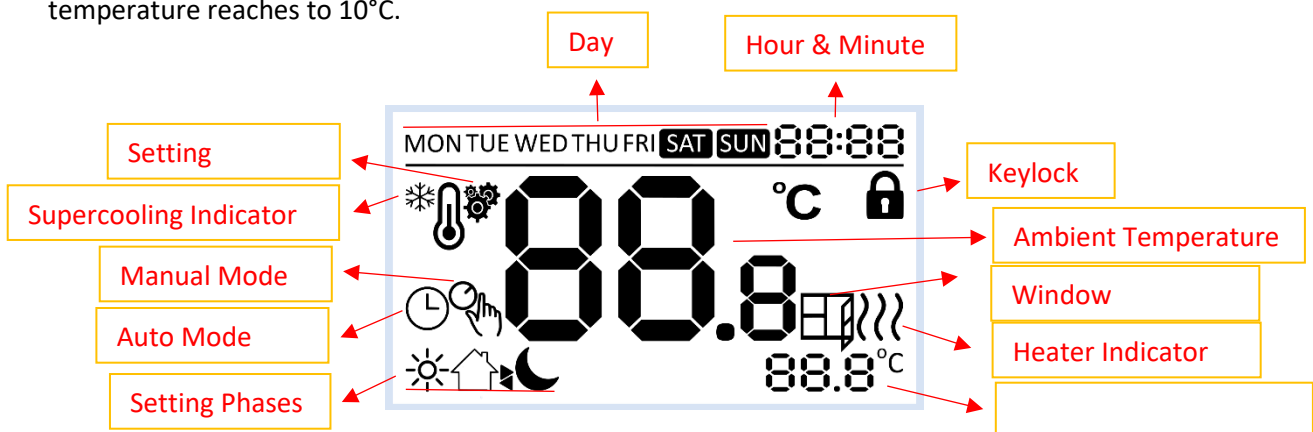 temperature reaches to 10°C.
Day
Hour & Minute
MON TUE WED THU FRI SAT SUN 88:88
Setting
°C
Keylock
Supercooling Indicator
88.8
Ambient Temperature
Manual Mode
Window
Auto Mode
Heater Indicator
88.8°C
Setting Phases